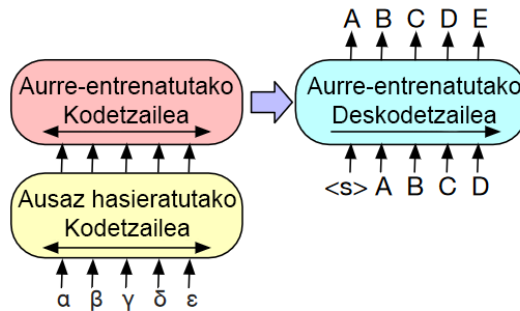 A B C D E
Aurre-entrenatutako
Kodetzailea
Aurre-entrenatutako
Deskodetzailea
<s> A B C D
Ausaz hasieratutako
Kodetzailea
α β γ δ ε